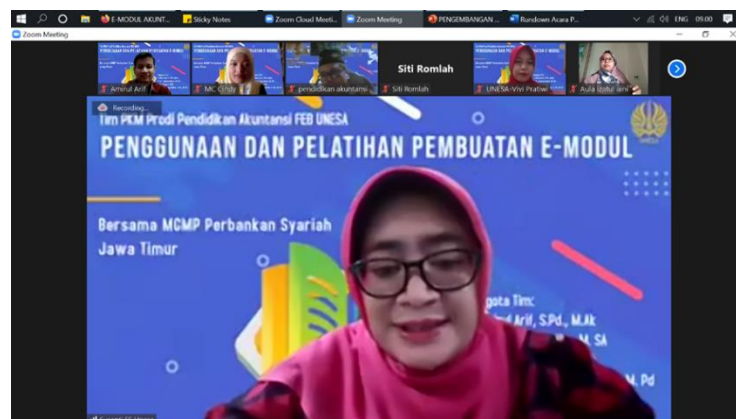 E-MODUL AKUNT...
Sticky Notes
Zoom Cloud Meeti...
Zoom Meeting
PENGEMBANGAN ...
Rundown Acara P...
ENG
09.00
Zoom Meeting
Amirul Arif
MC Cindy
pendidikan akuntansi
Siti Romlah
Siti Romlah
UNESA-Vivi Pratiwi
Recording...
Tim PKM Prodi Pendidikan Akuntansi FEB UNESA
UNESA
PENGGUNAAN DAN PELATIHAN PEMBUATAN E-MODUL
Bersama MGMP Perbankan Syariah
Jawa Timur
gota Tim:
Arif, S.Pd., M.Ak
M. SA
M. Pd